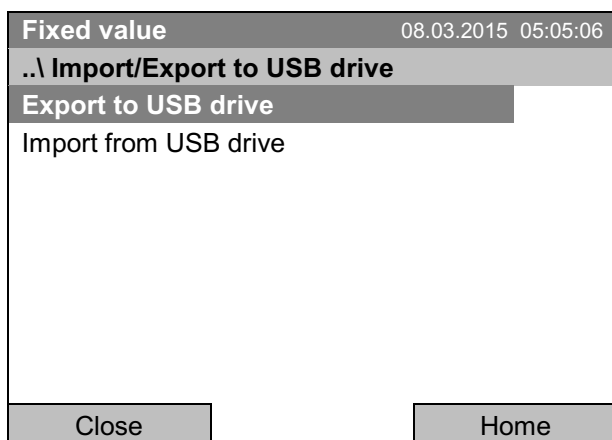 Fixed value 08.03.2015 05:05:06
..\ Import/Export to USB drive
Export to USB drive
Import from USB drive
Close Home